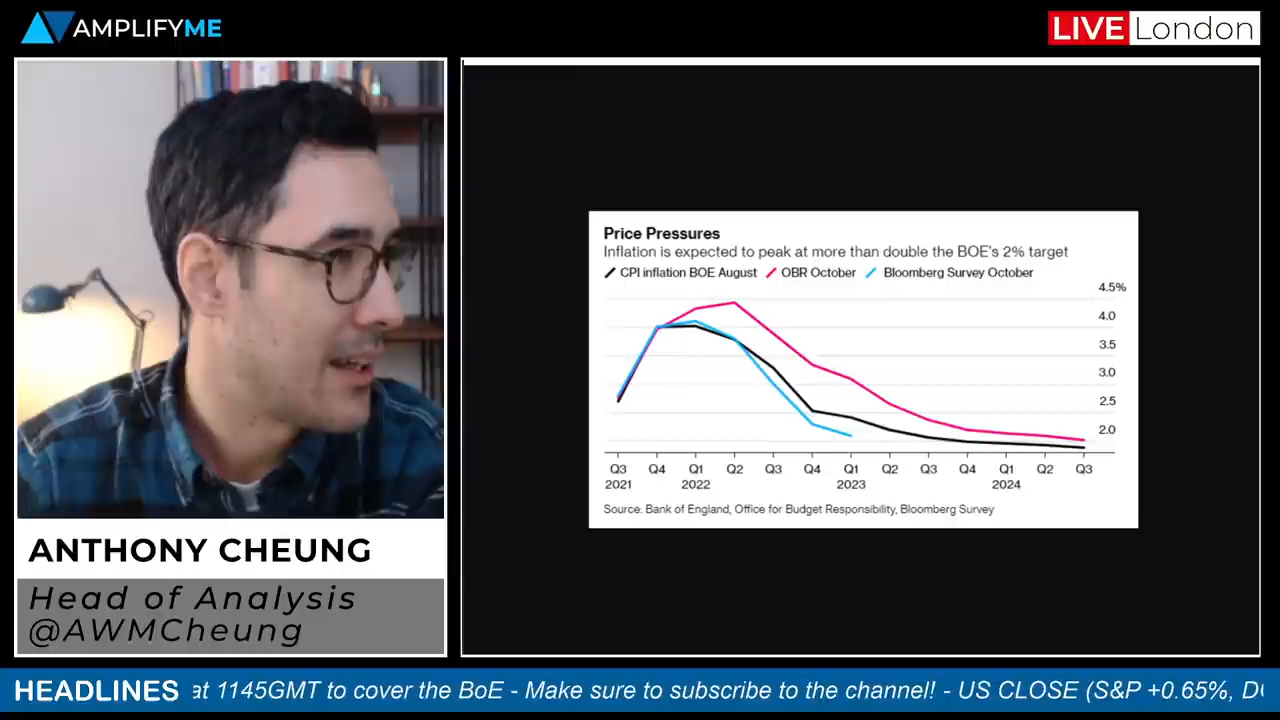 AMPLIFYME
LIVE London
Price Pressures
Inflation is expected to peak at more than double the BOE's 2% target
CPI inflation BOE August OBR October Bloomberg Survey October
4.5%
4.0
3.5
3.0
2.5
2.0
Q3 Q4 Q1 Q2 Q3 Q4 Q1 Q2 Q3 Q4 Q1 Q2 Q3
2021 2022 2023 2024
Source: Bank of England, Office for Budget Responsibility, Bloomberg Survey
ANTHONY CHEUNG
Head of Analysis
@AWMCheung
HEADLINES at 1145GMT to cover the BoE - Make sure to subscribe to the channel! - US CLOSE (S&P +0.65%,